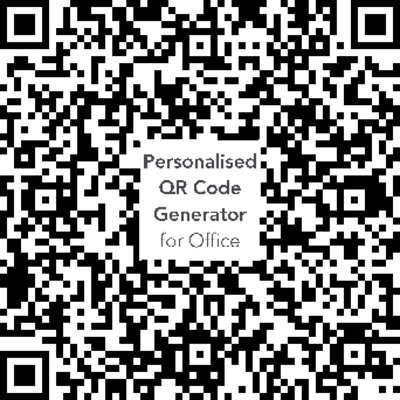 Personalised
QR Code
Generator
for Office